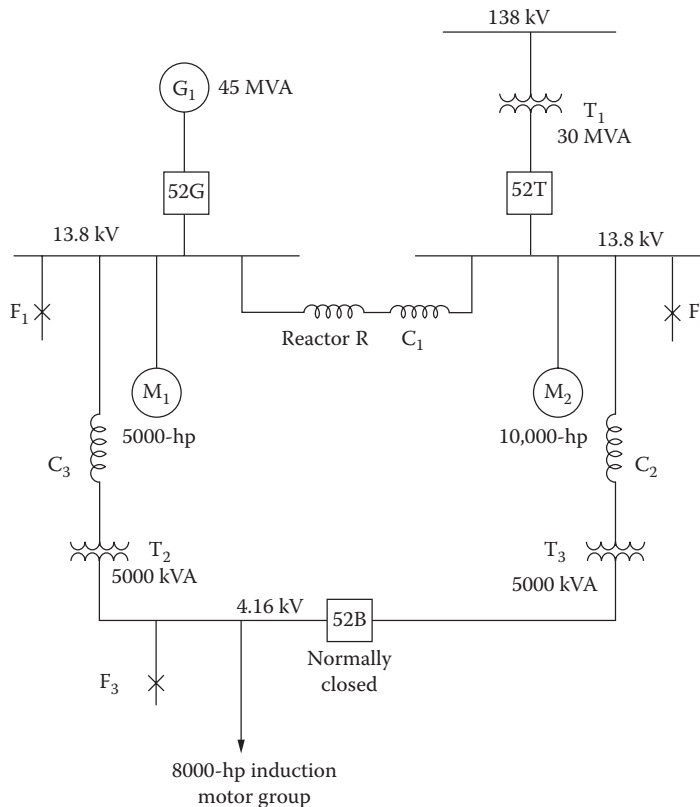 138 kV
G1
45 MVA
T1
30 MVA
52G
52T
13.8 kV
13.8 kV
F1
F
Reactor R
C1
M1
5000-hp
M2
10,000-hp
C3
C2
T2
5000 kVA
T3
5000 kVA
4.16 kV
52B
Normally
closed
F3
8000-hp induction
motor group